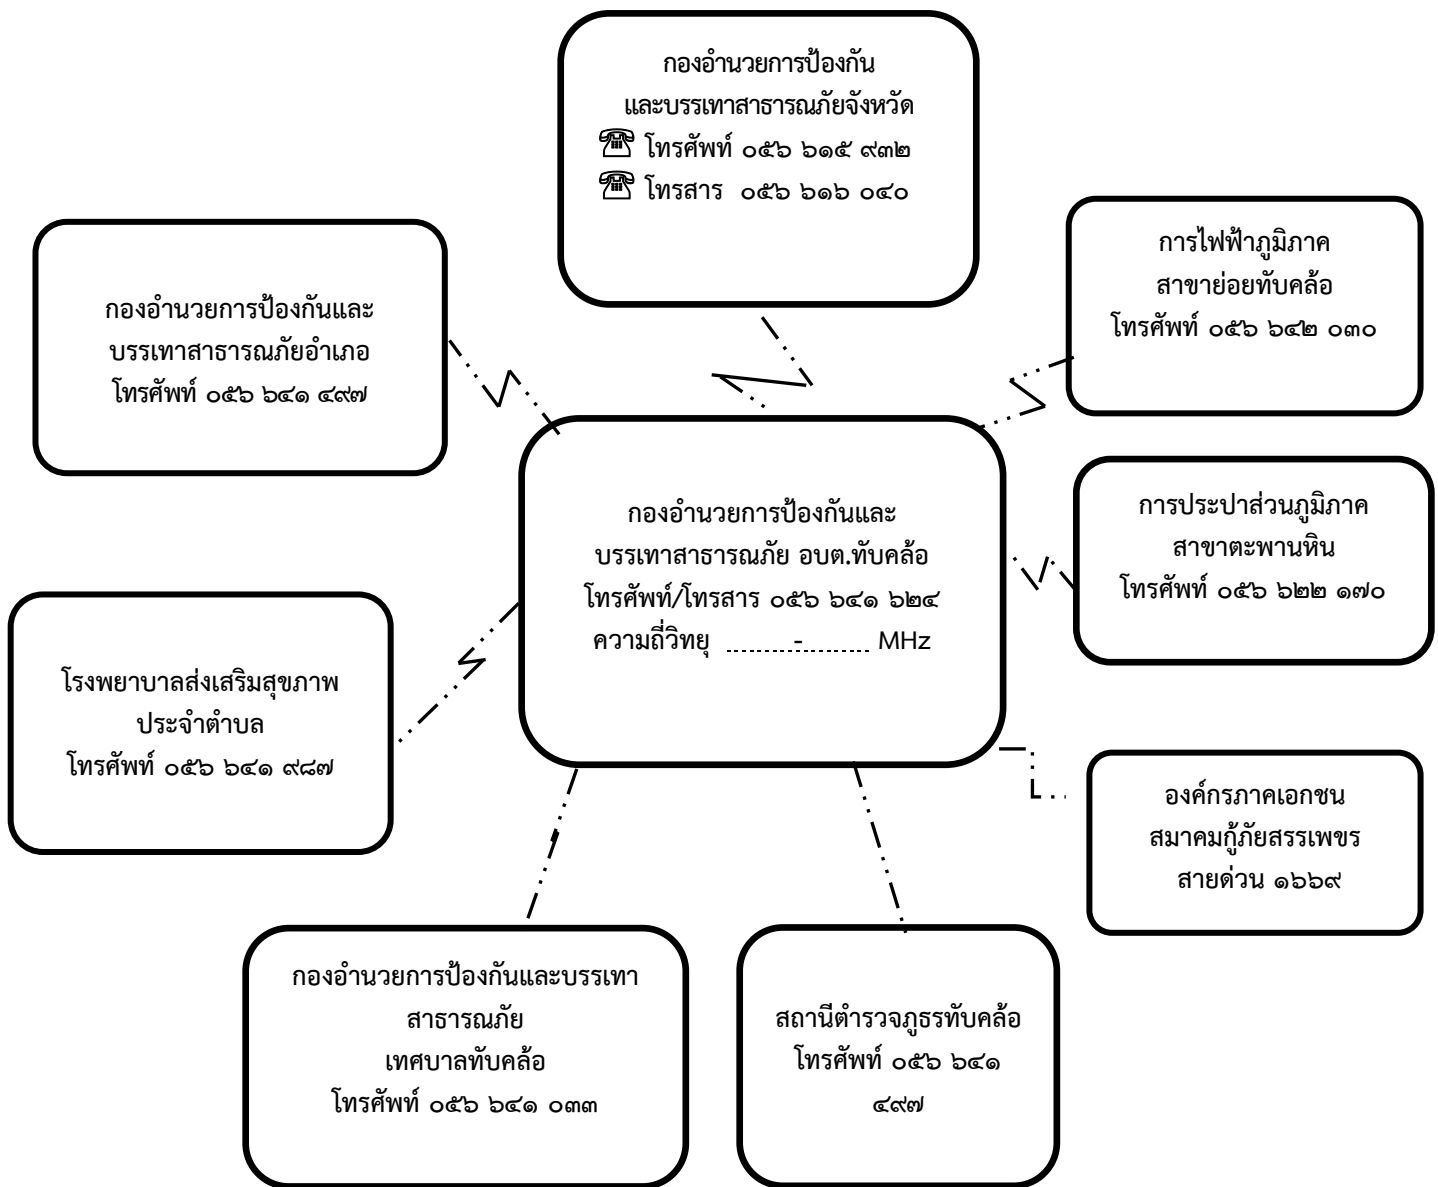 กองอำนวยการป้องกัน
และบรรเทาสาธารณภัยจังหวัด
☎ โทรศัพท์ ๐๕๖ ๖๑๕ ๙๓๒
☎ โทรสาร ๐๕๖ ๖๑๖ ๐๔๐
กองอำนวยการป้องกันและ
บรรเทาสาธารณภัยอำเภอ
โทรศัพท์ ๐๕๖ ๖๔๑ ๔๙๗
การไฟฟ้าภูมิภาค
สาขาย่อยทับคล้อ
โทรศัพท์ ๐๕๖ ๖๔๒ ๐๓๐
กองอำนวยการป้องกันและ
บรรเทาสาธารณภัย อบต.ทับคล้อ
โทรศัพท์/โทรสาร ๐๕๖ ๖๔๑ ๖๒๔
ความถี่วิทยุ ........-........ MHz
การประปาส่วนภูมิภาค
สาขาตะพานหิน
โทรศัพท์ ๐๕๖ ๖๒๒ ๑๗๐
โรงพยาบาลส่งเสริมสุขภาพ
ประจำตำบล
โทรศัพท์ ๐๕๖ ๖๔๑ ๙๘๗
องค์กรภาคเอกชน
สมาคมกู้ภัยสรรเพชร
สายด่วน ๑๖๖๙
กองอำนวยการป้องกันและบรรเทา
สาธารณภัย
เทศบาลทับคล้อ
โทรศัพท์ ๐๕๖ ๖๔๑ ๐๓๓
สถานีตำรวจภูธรทับคล้อ
โทรศัพท์ ๐๕๖ ๖๔๑
๔๙๗